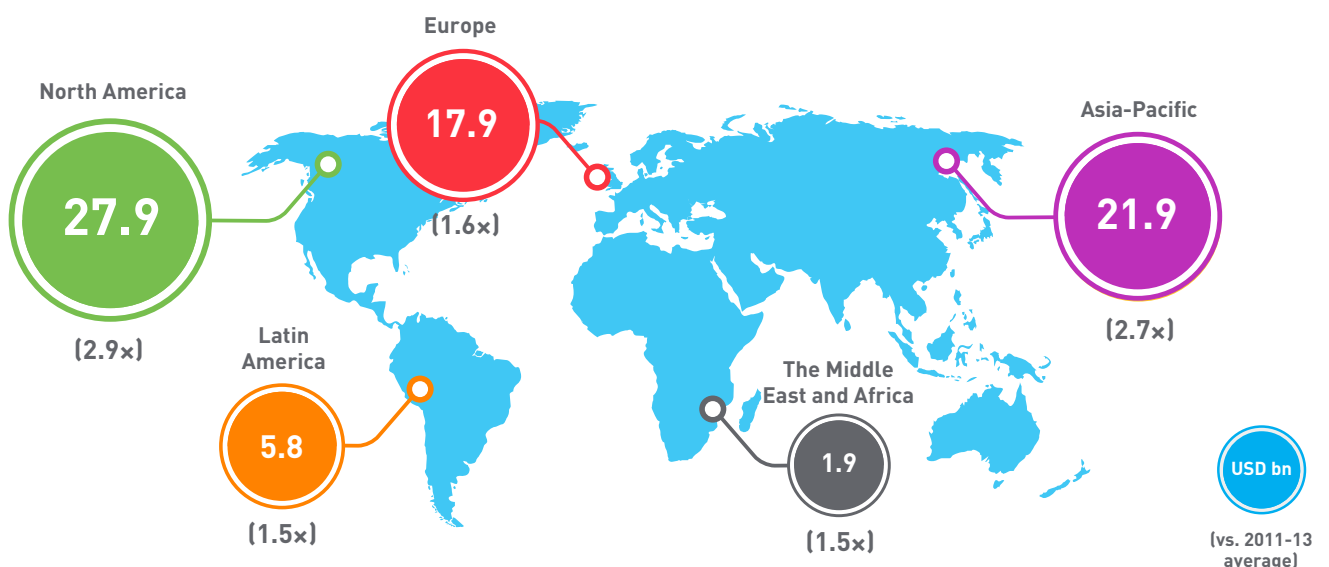 Europe
17.9
(1.6×)
North America
27.9
(2.9×)
Asia-Pacific
21.9
(2.7×)
Latin
America
5.8
(1.5×)
The Middle
East and Africa
1.9
(1.5×)
USD bn
(vs. 2011-13
average)